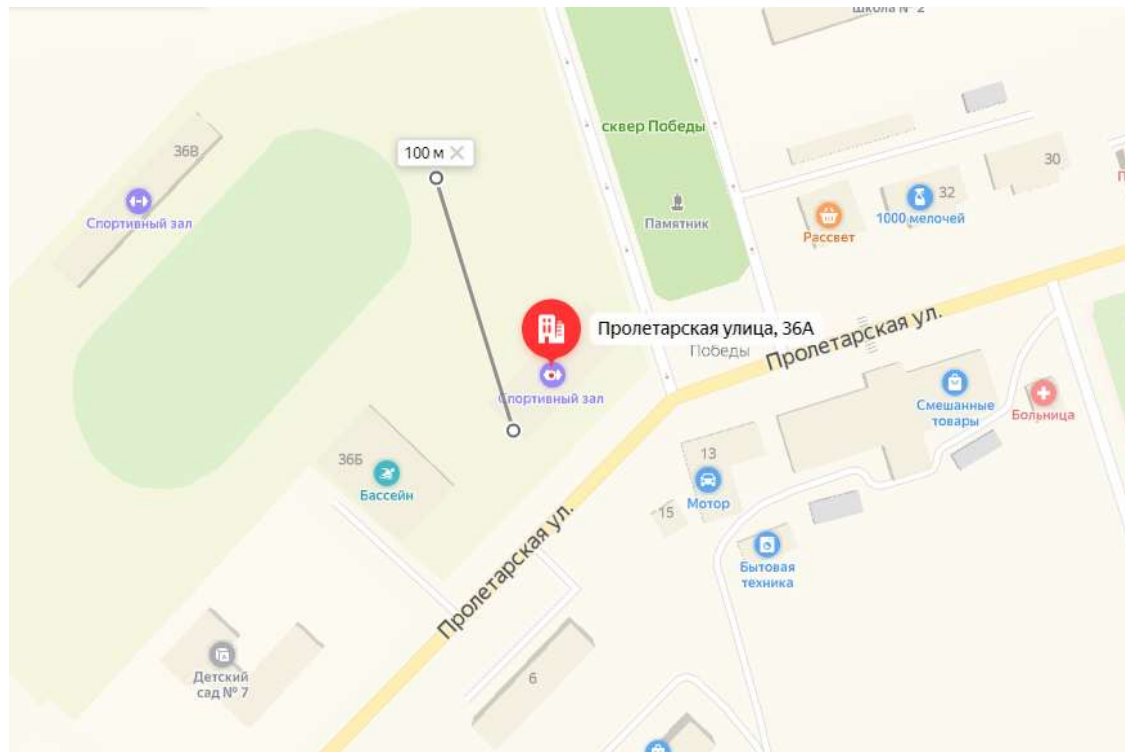 школа № 2
36В
100 м
сквер Победы
30
32
Спортивный зал
Памятник
Рассвет
1000 мелочей
Пролетарская улица, 36А
Победы
Пролетарская ул.
Спортивный зал
Смешанные
товары
Больница
13
36Б
Бассейн
Мотор
15
Пролетарская ул.
Бытовая
техника
Детский
сад № 7
6